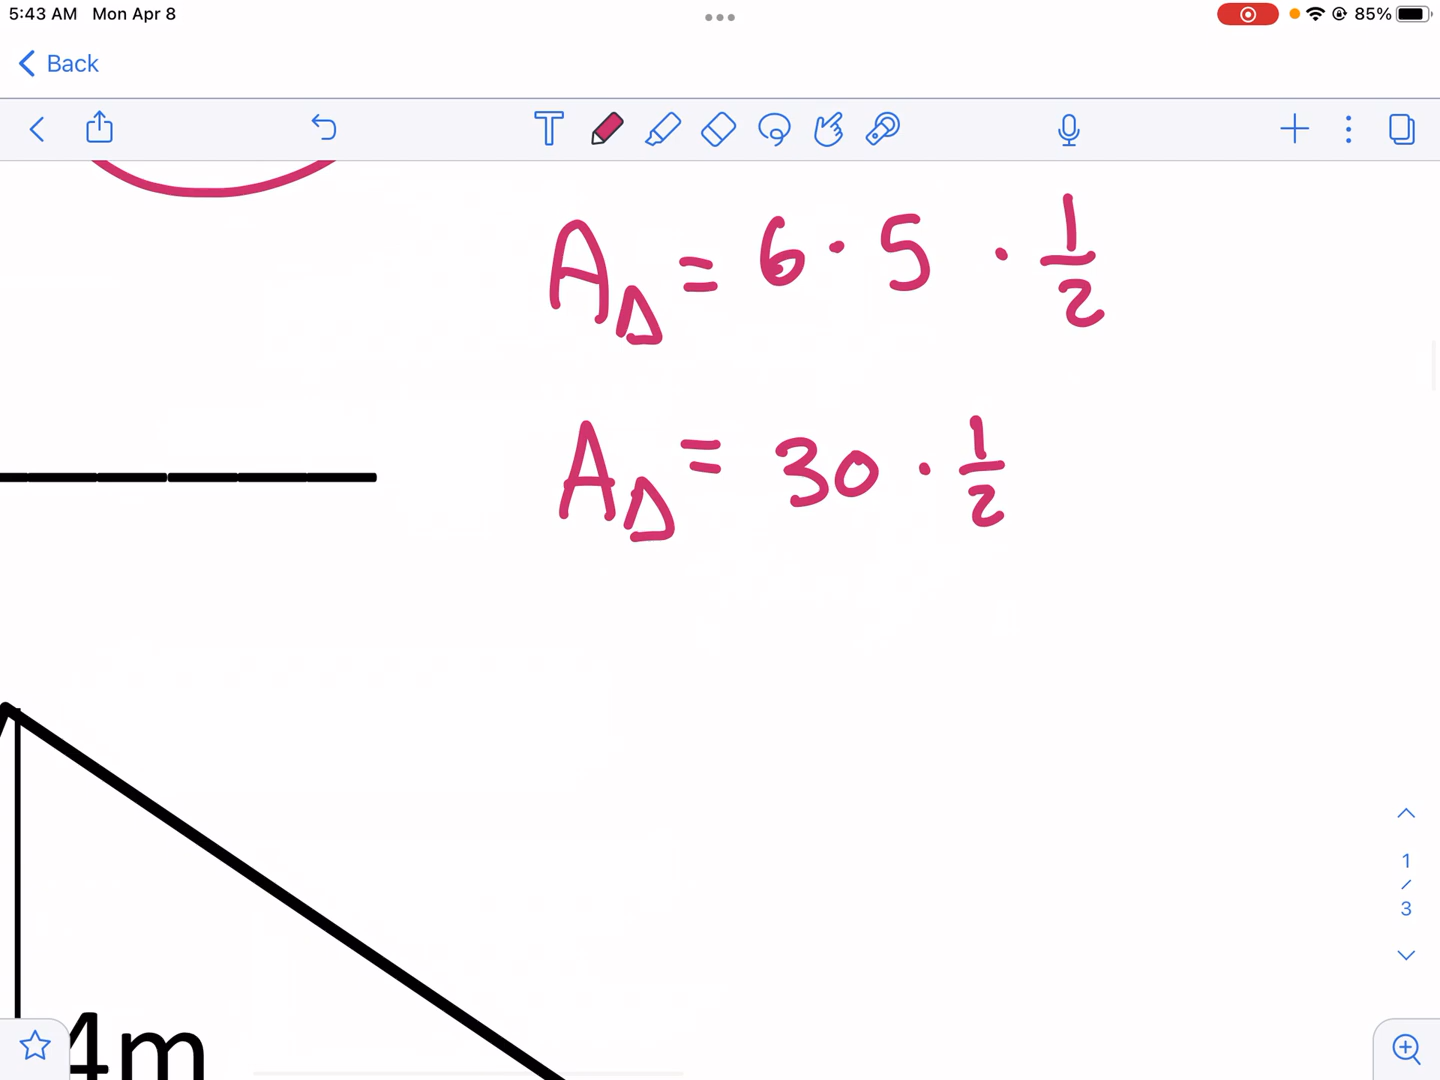 5:43 AM Mon Apr 8
85%
Back
A△ = 6 · 5 · 1/2
A△ = 30 · 1/2
1
/
3
4m